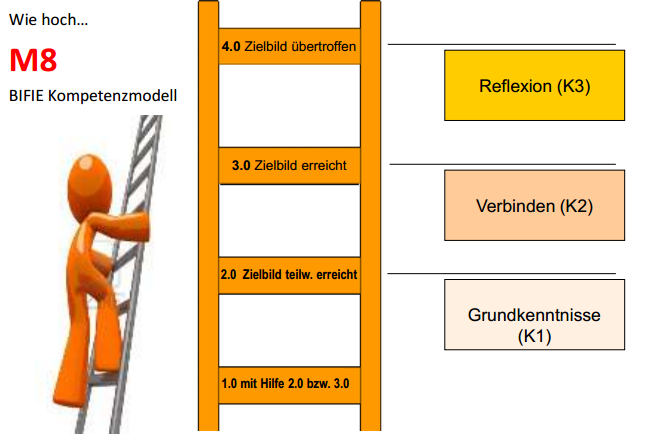 Wie hoch...
M8
BIFIE Kompetenzmodell
4.0 Zielbild übertroffen
Reflexion (K3)
3.0 Zielbild erreicht
Verbinden (K2)
2.0 Zielbild teilw. erreicht
Grundkenntnisse
(K1)
1.0 mit Hilfe 2.0 bzw. 3.0